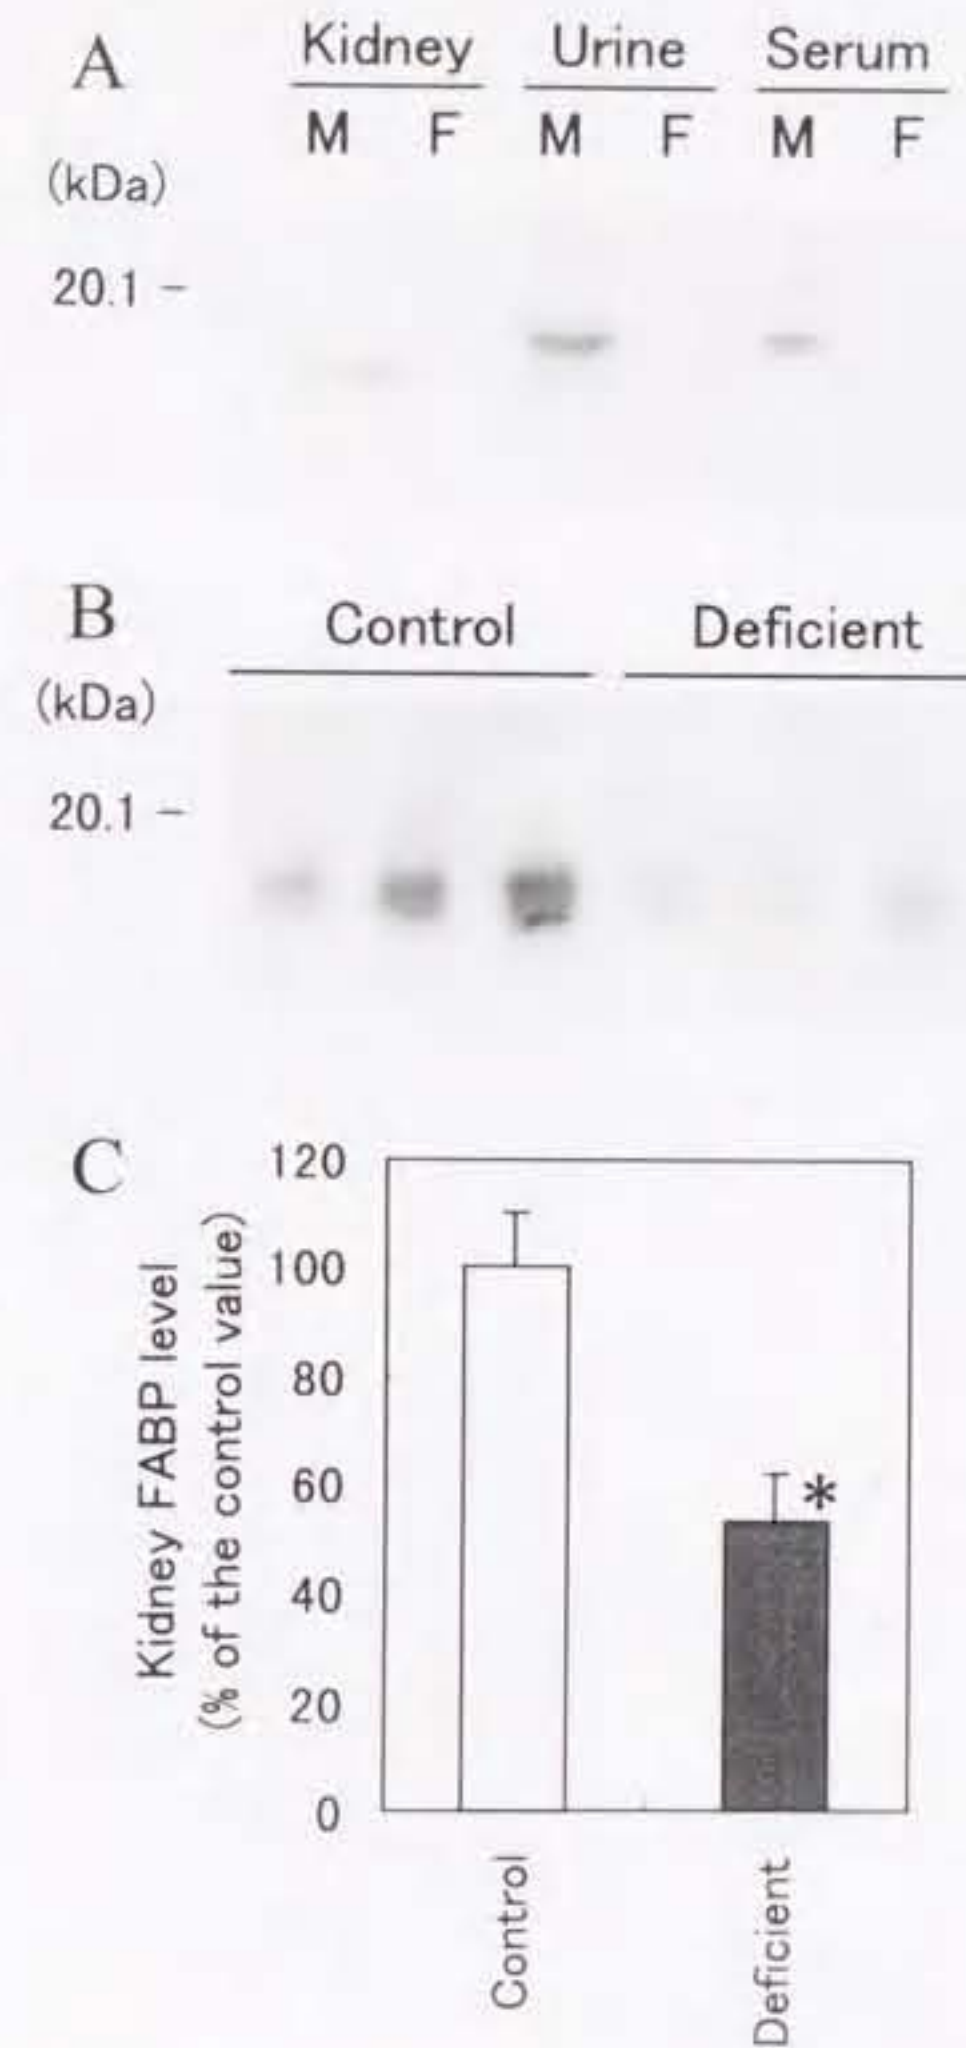 A
Kidney Urine Serum
M F M F M F
(kDa)
20.1 -
B
Control Deficient
(kDa)
20.1 -
C
Kidney FABP level
(% of the control value)
120
100
80
60
40
20
0
*
Control
Deficient